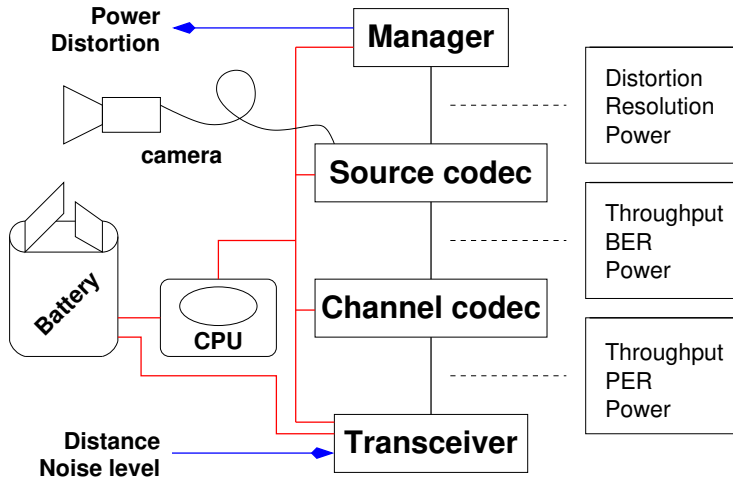 Power
Distortion
Manager
Distortion
Resolution
Power
camera
Source codec
Throughput
BER
Power
Battery
CPU
Channel codec
Throughput
PER
Power
Distance
Noise level
Transceiver